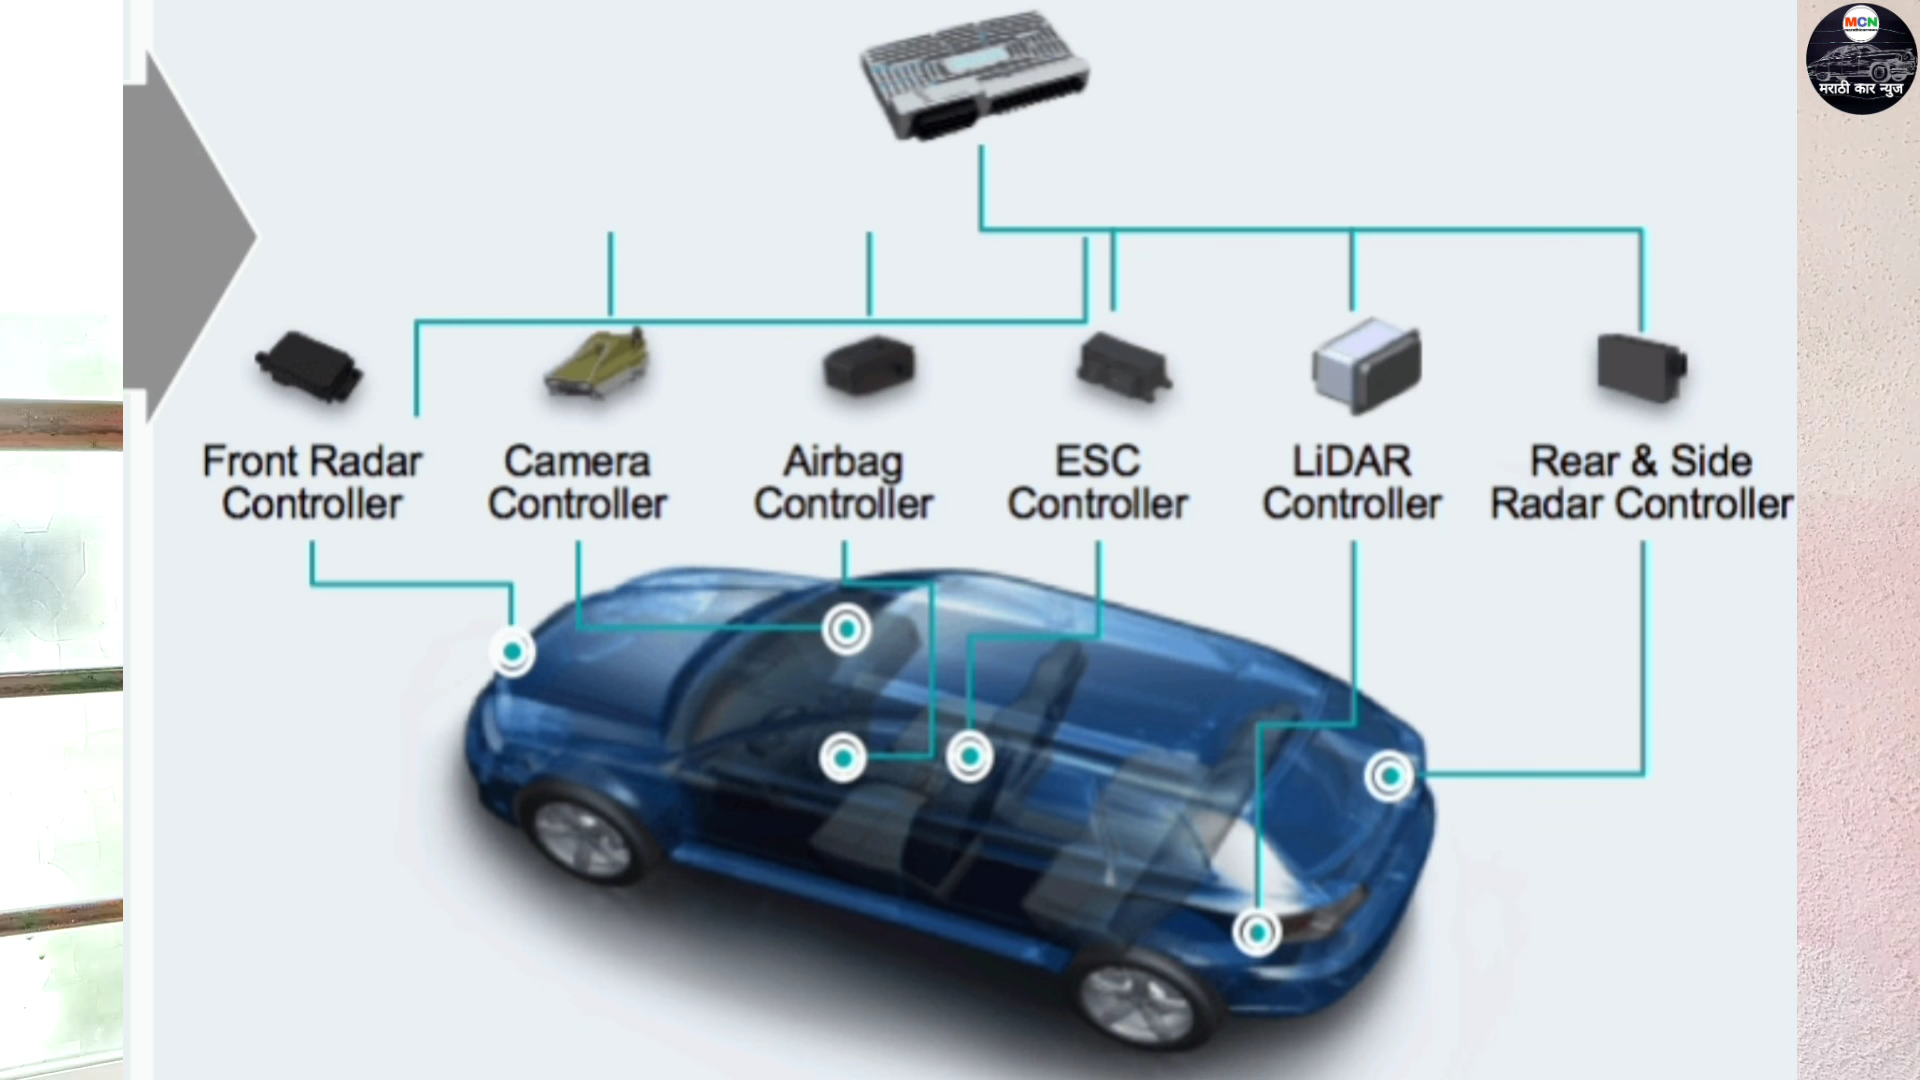 MCN
मराठी कार न्युज
Front Radar
Controller
Camera
Controller
Airbag
Controller
ESC
Controller
LiDAR
Controller
Rear & Side
Radar Controller